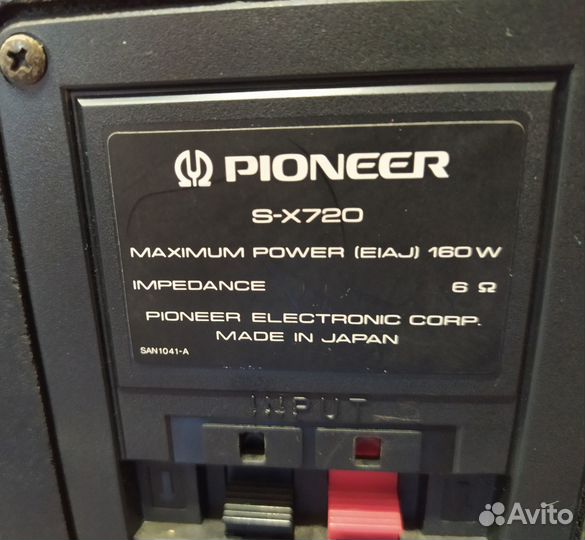 PIONEER
S-X720
MAXIMUM POWER (EIAJ) 160 W
IMPEDANCE 6 Ω
PIONEER ELECTRONIC CORP.
MADE IN JAPAN
SAN1041-A
INPUT
Avito